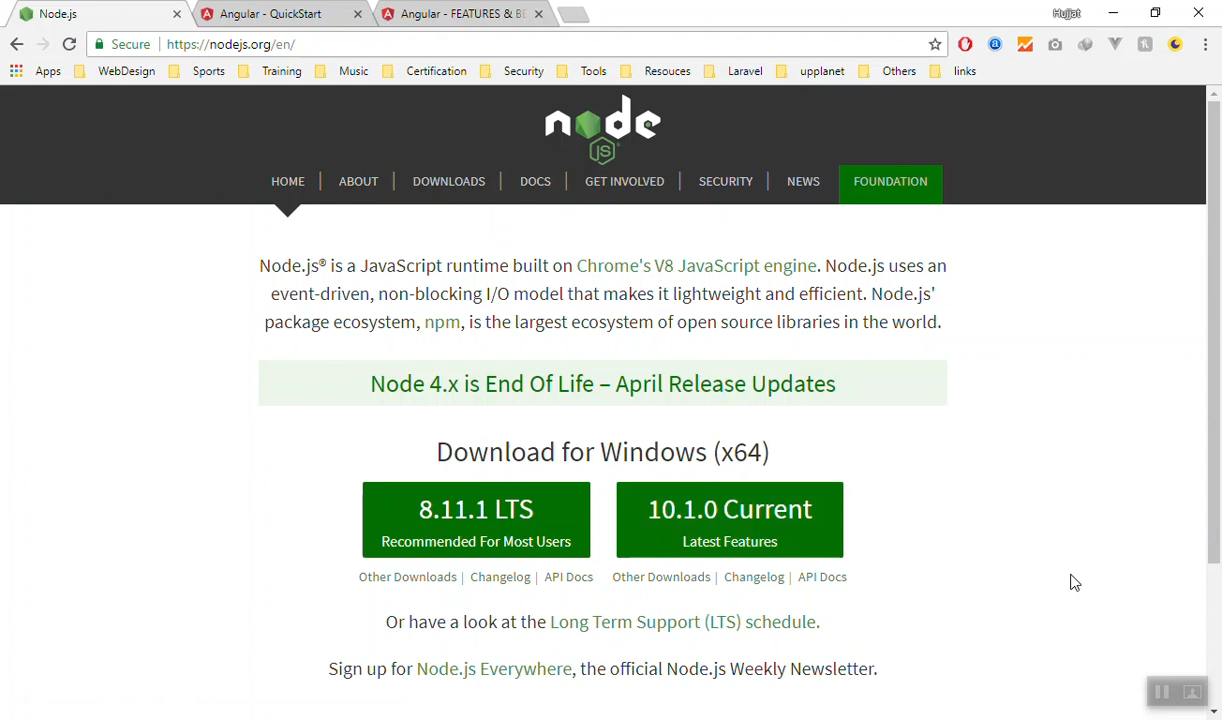 Node.js
Angular - QuickStart
Angular - FEATURES & BE
Hujjat
Secure
https://nodejs.org/en/
Apps
WebDesign
Sports
Training
Music
Certification
Security
Tools
Resouces
Laravel
upplanet
Others
links
node
JS
HOME
ABOUT
DOWNLOADS
DOCS
GET INVOLVED
SECURITY
NEWS
FOUNDATION
Node.js® is a JavaScript runtime built on Chrome's V8 JavaScript engine. Node.js uses an
event-driven, non-blocking I/O model that makes it lightweight and efficient. Node.js'
package ecosystem, npm, is the largest ecosystem of open source libraries in the world.
Node 4.x is End Of Life – April Release Updates
Download for Windows (x64)
8.11.1 LTS
Recommended For Most Users
10.1.0 Current
Latest Features
Other Downloads | Changelog | API Docs
Other Downloads | Changelog | API Docs
Or have a look at the Long Term Support (LTS) schedule.
Sign up for Node.js Everywhere, the official Node.js Weekly Newsletter.